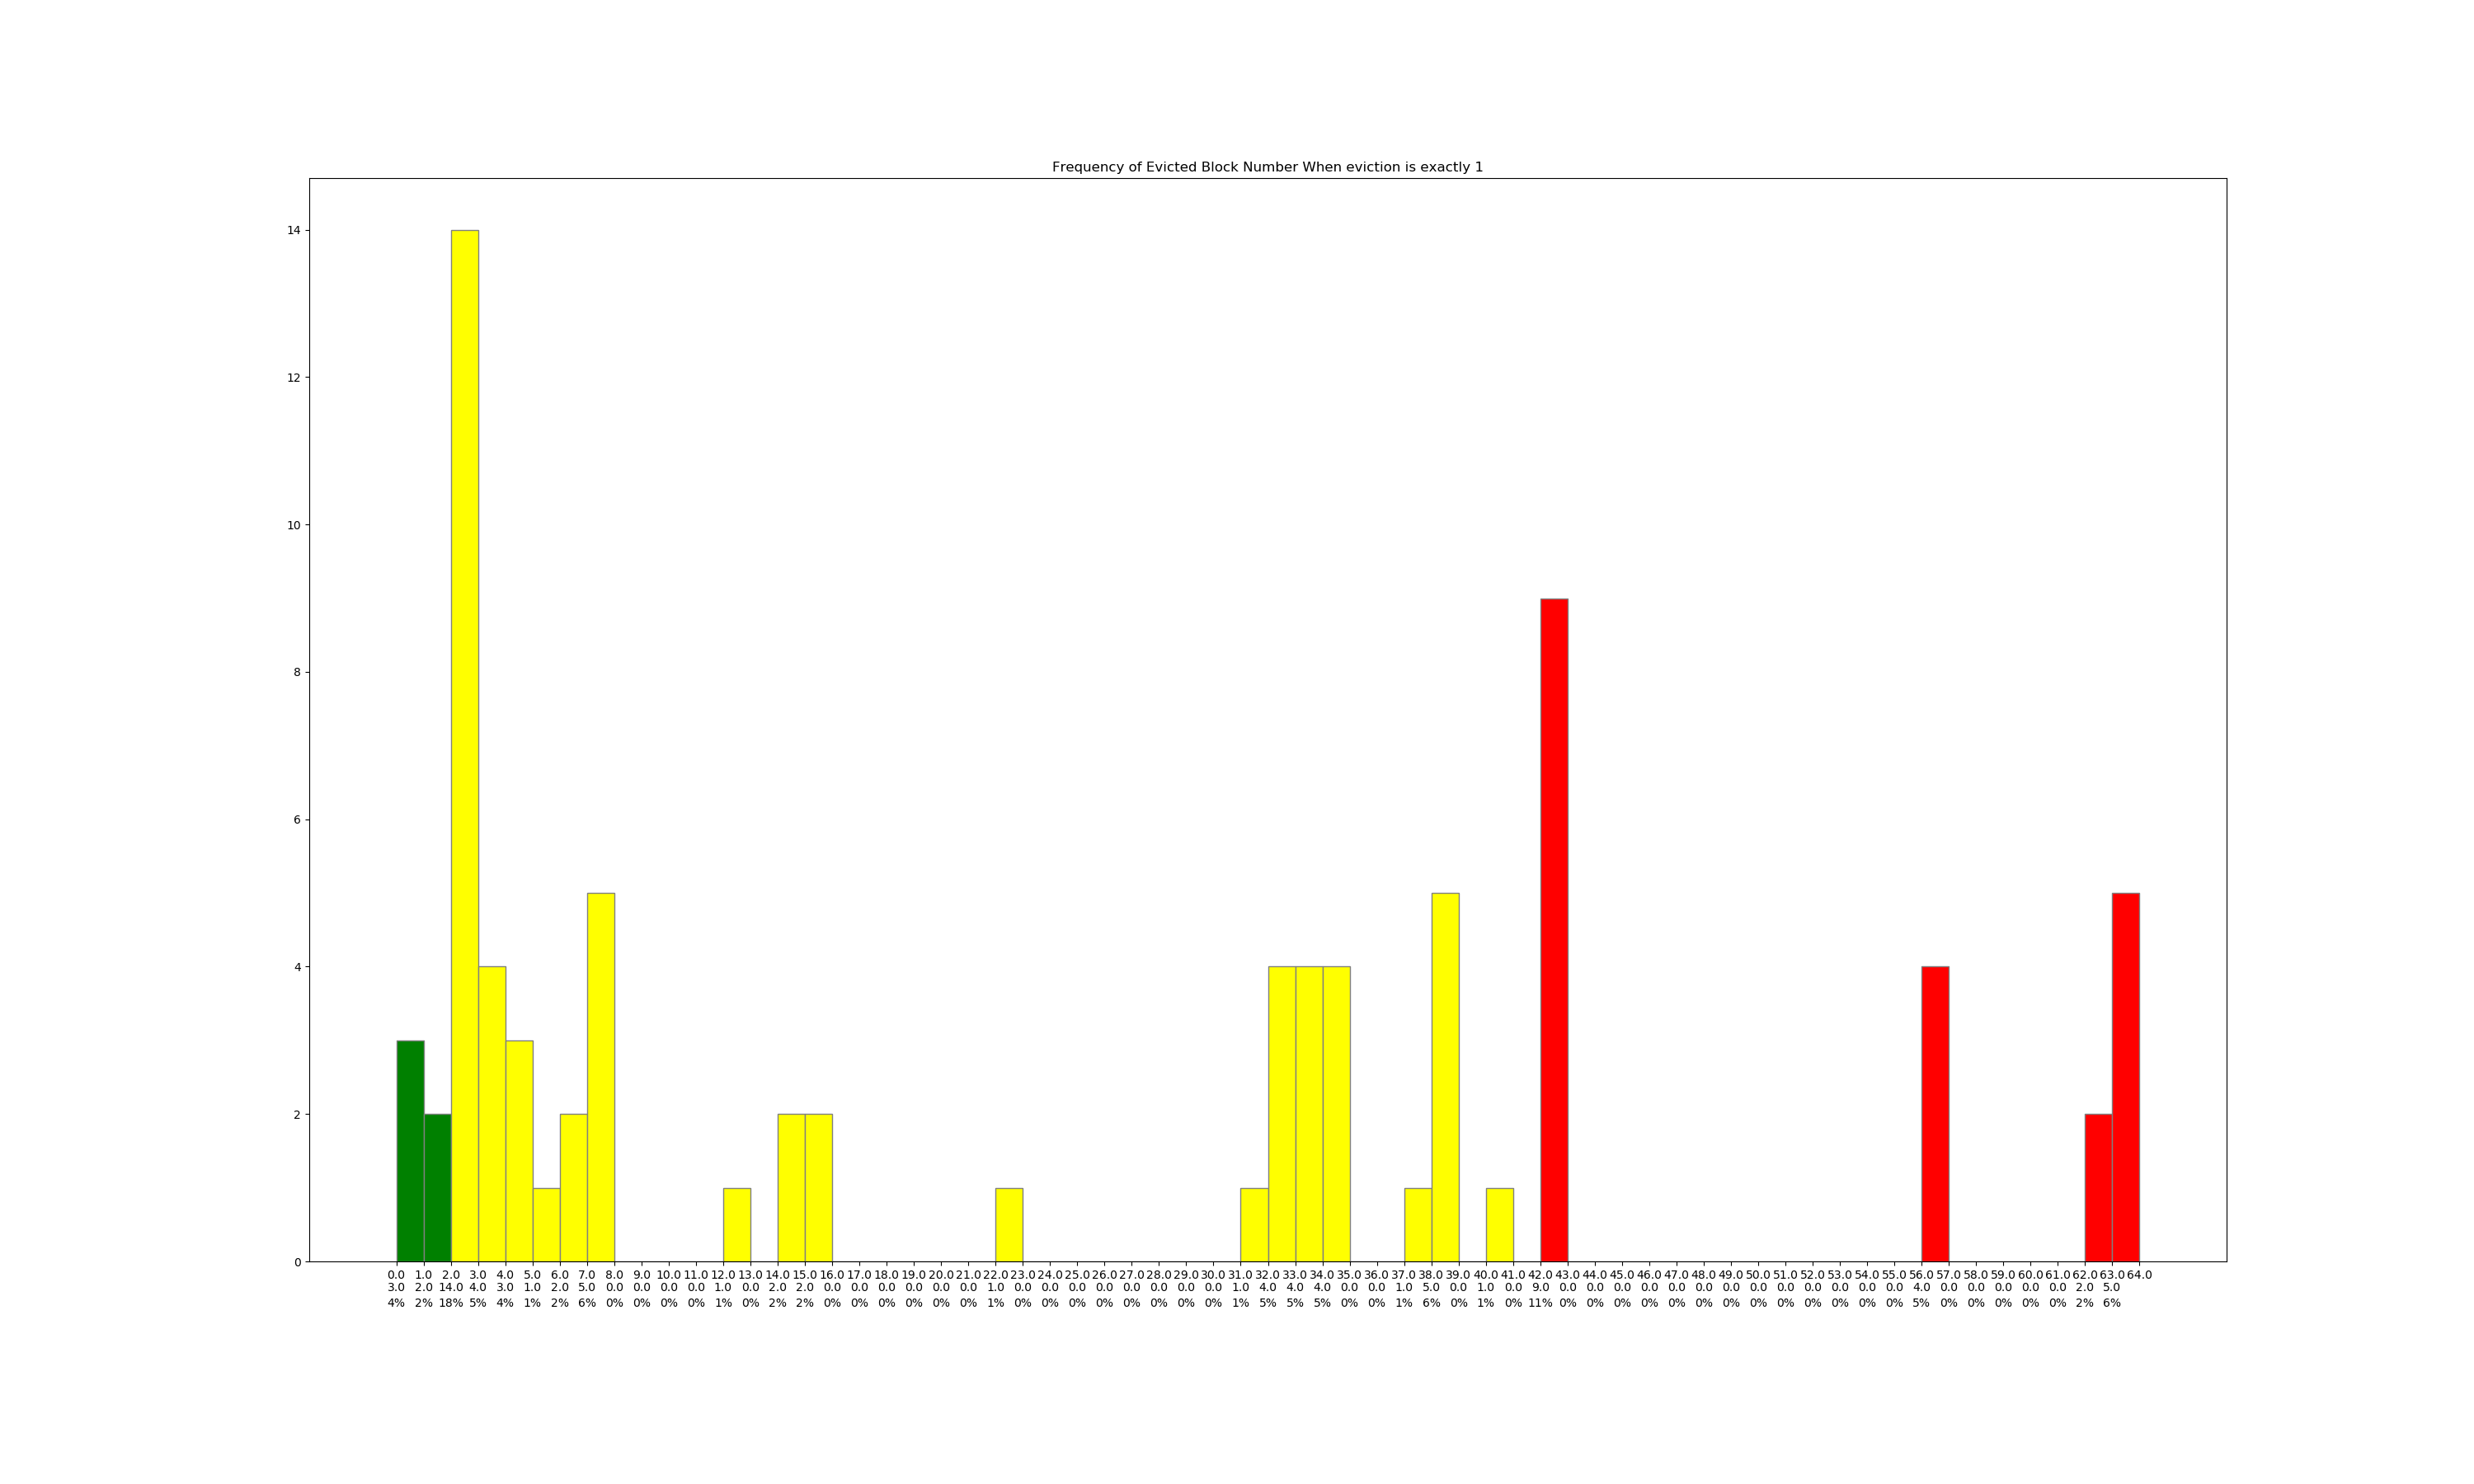 Frequency of Evicted Block Number When eviction is exactly 1
14
12
10
8
6
4
2
0
0.0 1.0 2.0 3.0 4.0 5.0 6.0 7.0 8.0 9.0 10.0 11.0 12.0 13.0 14.0 15.0 16.0 17.0 18.0 19.0 20.0 21.0 22.0 23.0 24.0 25.0 26.0 27.0 28.0 29.0 30.0 31.0 32.0 33.0 34.0 35.0 36.0 37.0 38.0 39.0 40.0 41.0 42.0 43.0 44.0 45.0 46.0 47.0 48.0 49.0 50.0 51.0 52.0 53.0 54.0 55.0 56.0 57.0 58.0 59.0 60.0 61.0 62.0 63.0 64.0
3.0 2.0 14.0 4.0 3.0 1.0 2.0 5.0 0.0 0.0 0.0 0.0 1.0 0.0 2.0 2.0 0.0 0.0 0.0 0.0 0.0 0.0 1.0 0.0 0.0 0.0 0.0 0.0 0.0 0.0 0.0 1.0 4.0 4.0 4.0 0.0 0.0 1.0 5.0 0.0 1.0 0.0 9.0 0.0 0.0 0.0 0.0 0.0 0.0 0.0 0.0 0.0 0.0 0.0 0.0 0.0 4.0 0.0 0.0 0.0 0.0 0.0 2.0 5.0
4% 2% 18% 5% 4% 1% 2% 6% 0% 0% 0% 0% 1% 0% 2% 2% 0% 0% 0% 0% 0% 0% 1% 0% 0% 0% 0% 0% 0% 0% 0% 1% 5% 5% 5% 0% 0% 1% 6% 0% 1% 0% 11% 0% 0% 0% 0% 0% 0% 0% 0% 0% 0% 0% 0% 0% 5% 0% 0% 0% 0% 0% 2% 6%